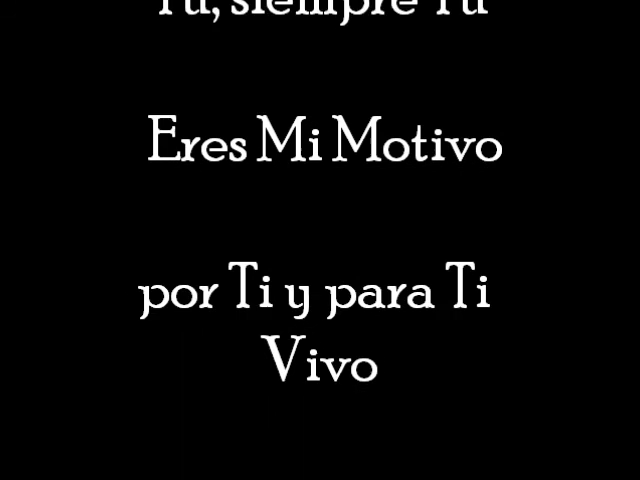 Tu, siempre Tu
Eres Mi Motivo
por Ti y para Ti
Vivo